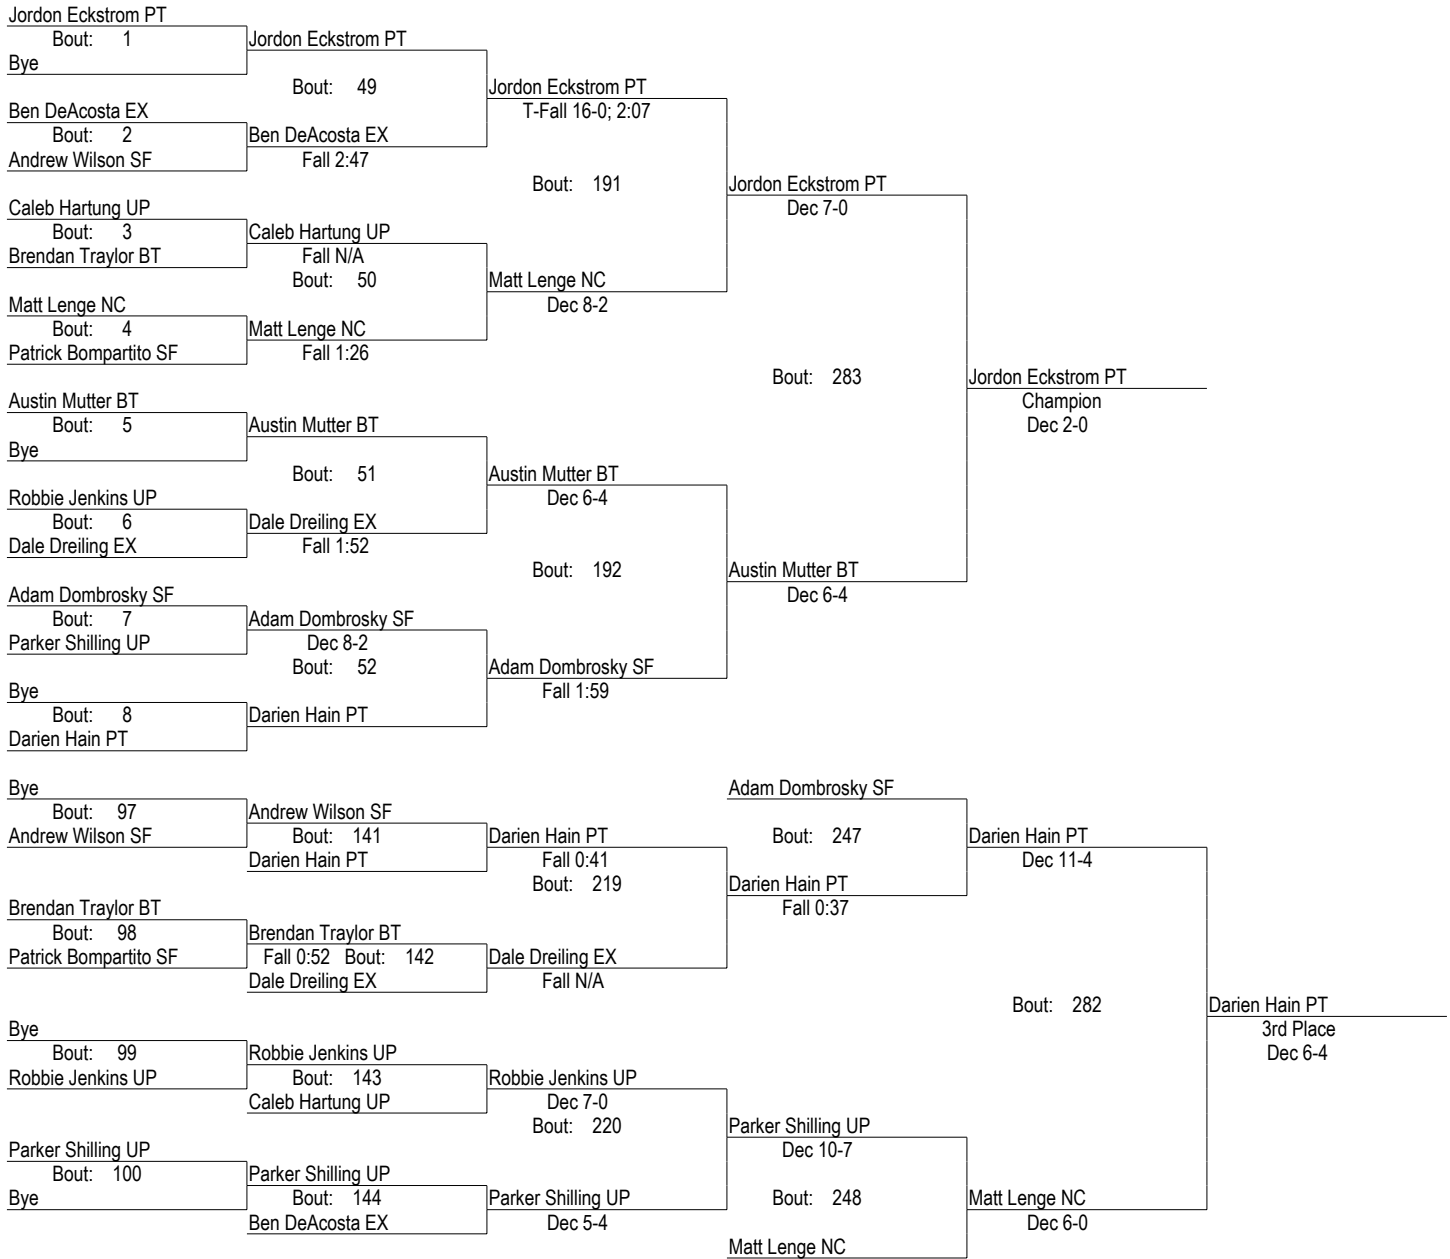 Jordon Eckstrom PT
Bout: 1
Jordon Eckstrom PT
Bye
Bout: 49
Jordon Eckstrom PT
T-Fall 16-0; 2:07
Ben DeAcosta EX
Bout: 2
Ben DeAcosta EX
Andrew Wilson SF
Fall 2:47
Bout: 191
Jordon Eckstrom PT
Dec 7-0
Caleb Hartung UP
Bout: 3
Caleb Hartung UP
Brendan Traylor BT
Fall N/A
Bout: 50
Matt Lenge NC
Dec 8-2
Matt Lenge NC
Bout: 4
Matt Lenge NC
Patrick Bompartito SF
Fall 1:26
Bout: 283
Jordon Eckstrom PT
Champion
Dec 2-0
Austin Mutter BT
Bout: 5
Austin Mutter BT
Bye
Bout: 51
Austin Mutter BT
Dec 6-4
Robbie Jenkins UP
Bout: 6
Dale Dreiling EX
Dale Dreiling EX
Fall 1:52
Bout: 192
Austin Mutter BT
Dec 6-4
Adam Dombrosky SF
Bout: 7
Adam Dombrosky SF
Parker Shilling UP
Dec 8-2
Bout: 52
Adam Dombrosky SF
Fall 1:59
Bye
Bout: 8
Darien Hain PT
Darien Hain PT
Bye
Adam Dombrosky SF
Bout: 97
Andrew Wilson SF
Andrew Wilson SF
Bout: 141
Darien Hain PT
Bout: 247
Darien Hain PT
Darien Hain PT
Fall 0:41
Dec 11-4
Bout: 219
Darien Hain PT
Fall 0:37
Brendan Traylor BT
Bout: 98
Brendan Traylor BT
Patrick Bompartito SF
Fall 0:52 Bout: 142
Dale Dreiling EX
Dale Dreiling EX
Fall N/A
Bout: 282
Darien Hain PT
3rd Place
Dec 6-4
Bye
Bout: 99
Robbie Jenkins UP
Robbie Jenkins UP
Bout: 143
Robbie Jenkins UP
Caleb Hartung UP
Dec 7-0
Bout: 220
Parker Shilling UP
Dec 10-7
Parker Shilling UP
Bout: 100
Parker Shilling UP
Bye
Bout: 144
Parker Shilling UP
Bout: 248
Matt Lenge NC
Ben DeAcosta EX
Dec 5-4
Dec 6-0
Matt Lenge NC